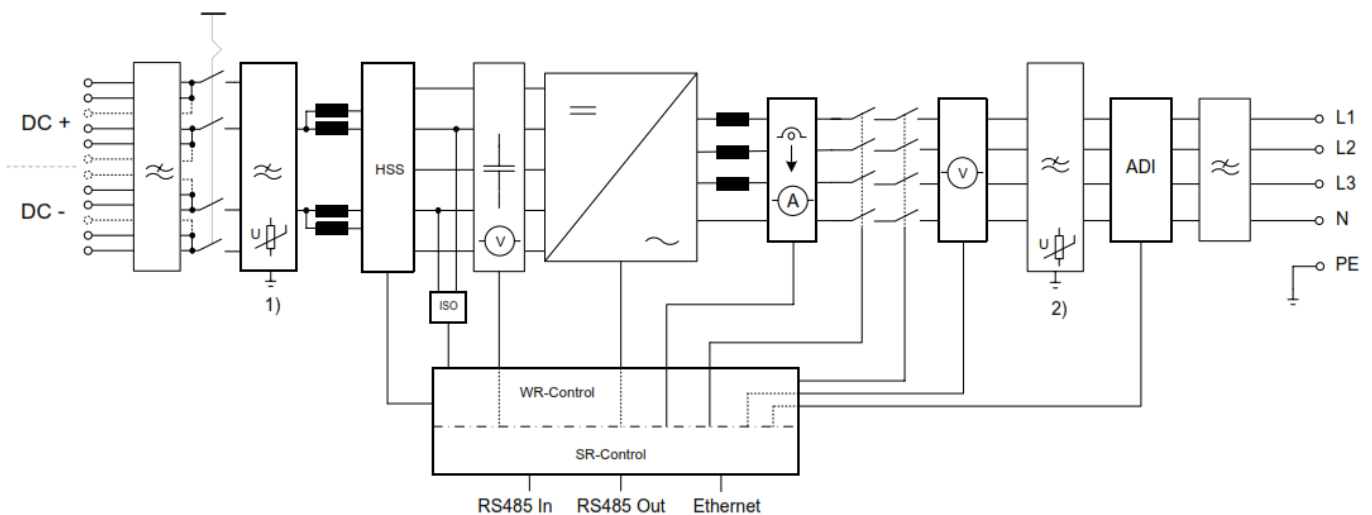 DC +
DC -
U
1)
HSS
ISO
V
A
V
U
2)
ADI
L1
L2
L3
N
PE
WR-Control
SR-Control
RS485 In
RS485 Out
Ethernet